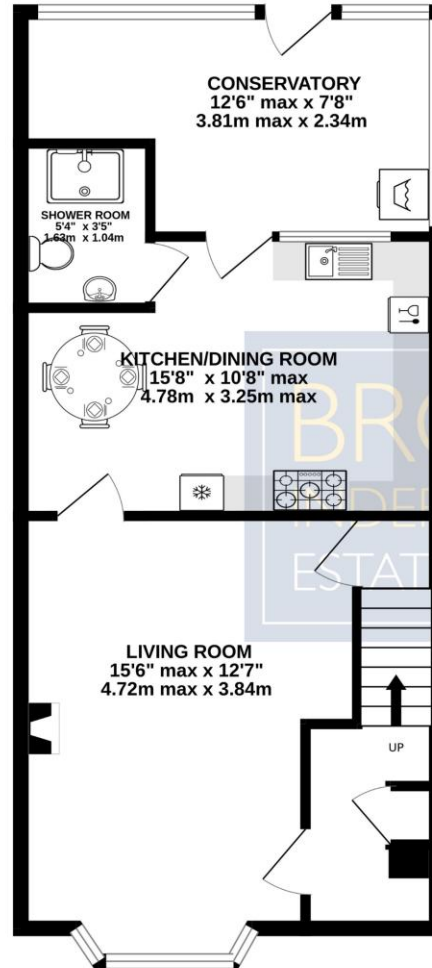 CONSERVATORY
12'6" max x 7'8"
3.81m max x 2.34m
SHOWER ROOM
5'4" x 3'5"
1.63m x 1.04m
KITCHEN/DINING ROOM
15'8" x 10'8" max
4.78m x 3.25m max
BRO
INDE
ESTAT
LIVING ROOM
15'6" max x 12'7"
4.72m max x 3.84m
UP